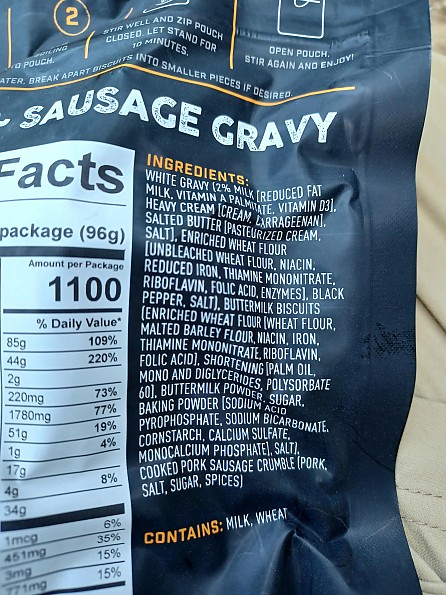 2
STIR WELL AND ZIP POUCH
CLOSED. LET STAND FOR
10 MINUTES.
OPEN POUCH,
STIR AGAIN AND ENJOY!
POUCH.
ATER, BREAK APART BISCUITS INTO SMALLER PIECES IF DESIRED.
SAUSAGE GRAVY
Facts
package (96g)
Amount per Package
1100
% Daily Value*
85g 109%
44g 220%
2g
220mg 73%
1780mg 77%
51g 19%
1g 4%
17g
4g 8%
34g
1mcg 6%
451mg 35%
3mg 15%
771mg 15%
INGREDIENTS:
WHITE GRAVY (2% MILK [REDUCED FAT
MILK, VITAMIN A PALMITATE, VITAMIN D3],
HEAVY CREAM [CREAM, CARRAGEENAN],
SALTED BUTTER [PASTEURIZED CREAM,
SALT], ENRICHED WHEAT FLOUR
[UNBLEACHED WHEAT FLOUR, NIACIN,
REDUCED IRON, THIAMINE MONONITRATE,
RIBOFLAVIN, FOLIC ACID, ENZYMES], BLACK
PEPPER, SALT), BUTTERMILK BISCUITS
(ENRICHED WHEAT FLOUR [WHEAT FLOUR,
MALTED BARLEY FLOUR, NIACIN, IRON,
THIAMINE MONONITRATE, RIBOFLAVIN,
FOLIC ACID], SHORTENING [PALM OIL,
MONO AND DIGLYCERIDES, POLYSORBATE
60], BUTTERMILK POWDER, SUGAR,
BAKING POWDER [SODIUM ACID
PYROPHOSPHATE, SODIUM BICARBONATE,
CORNSTARCH, CALCIUM SULFATE,
MONOCALCIUM PHOSPHATE], SALT),
COOKED PORK SAUSAGE CRUMBLE (PORK,
SALT, SUGAR, SPICES)
CONTAINS: MILK, WHEAT